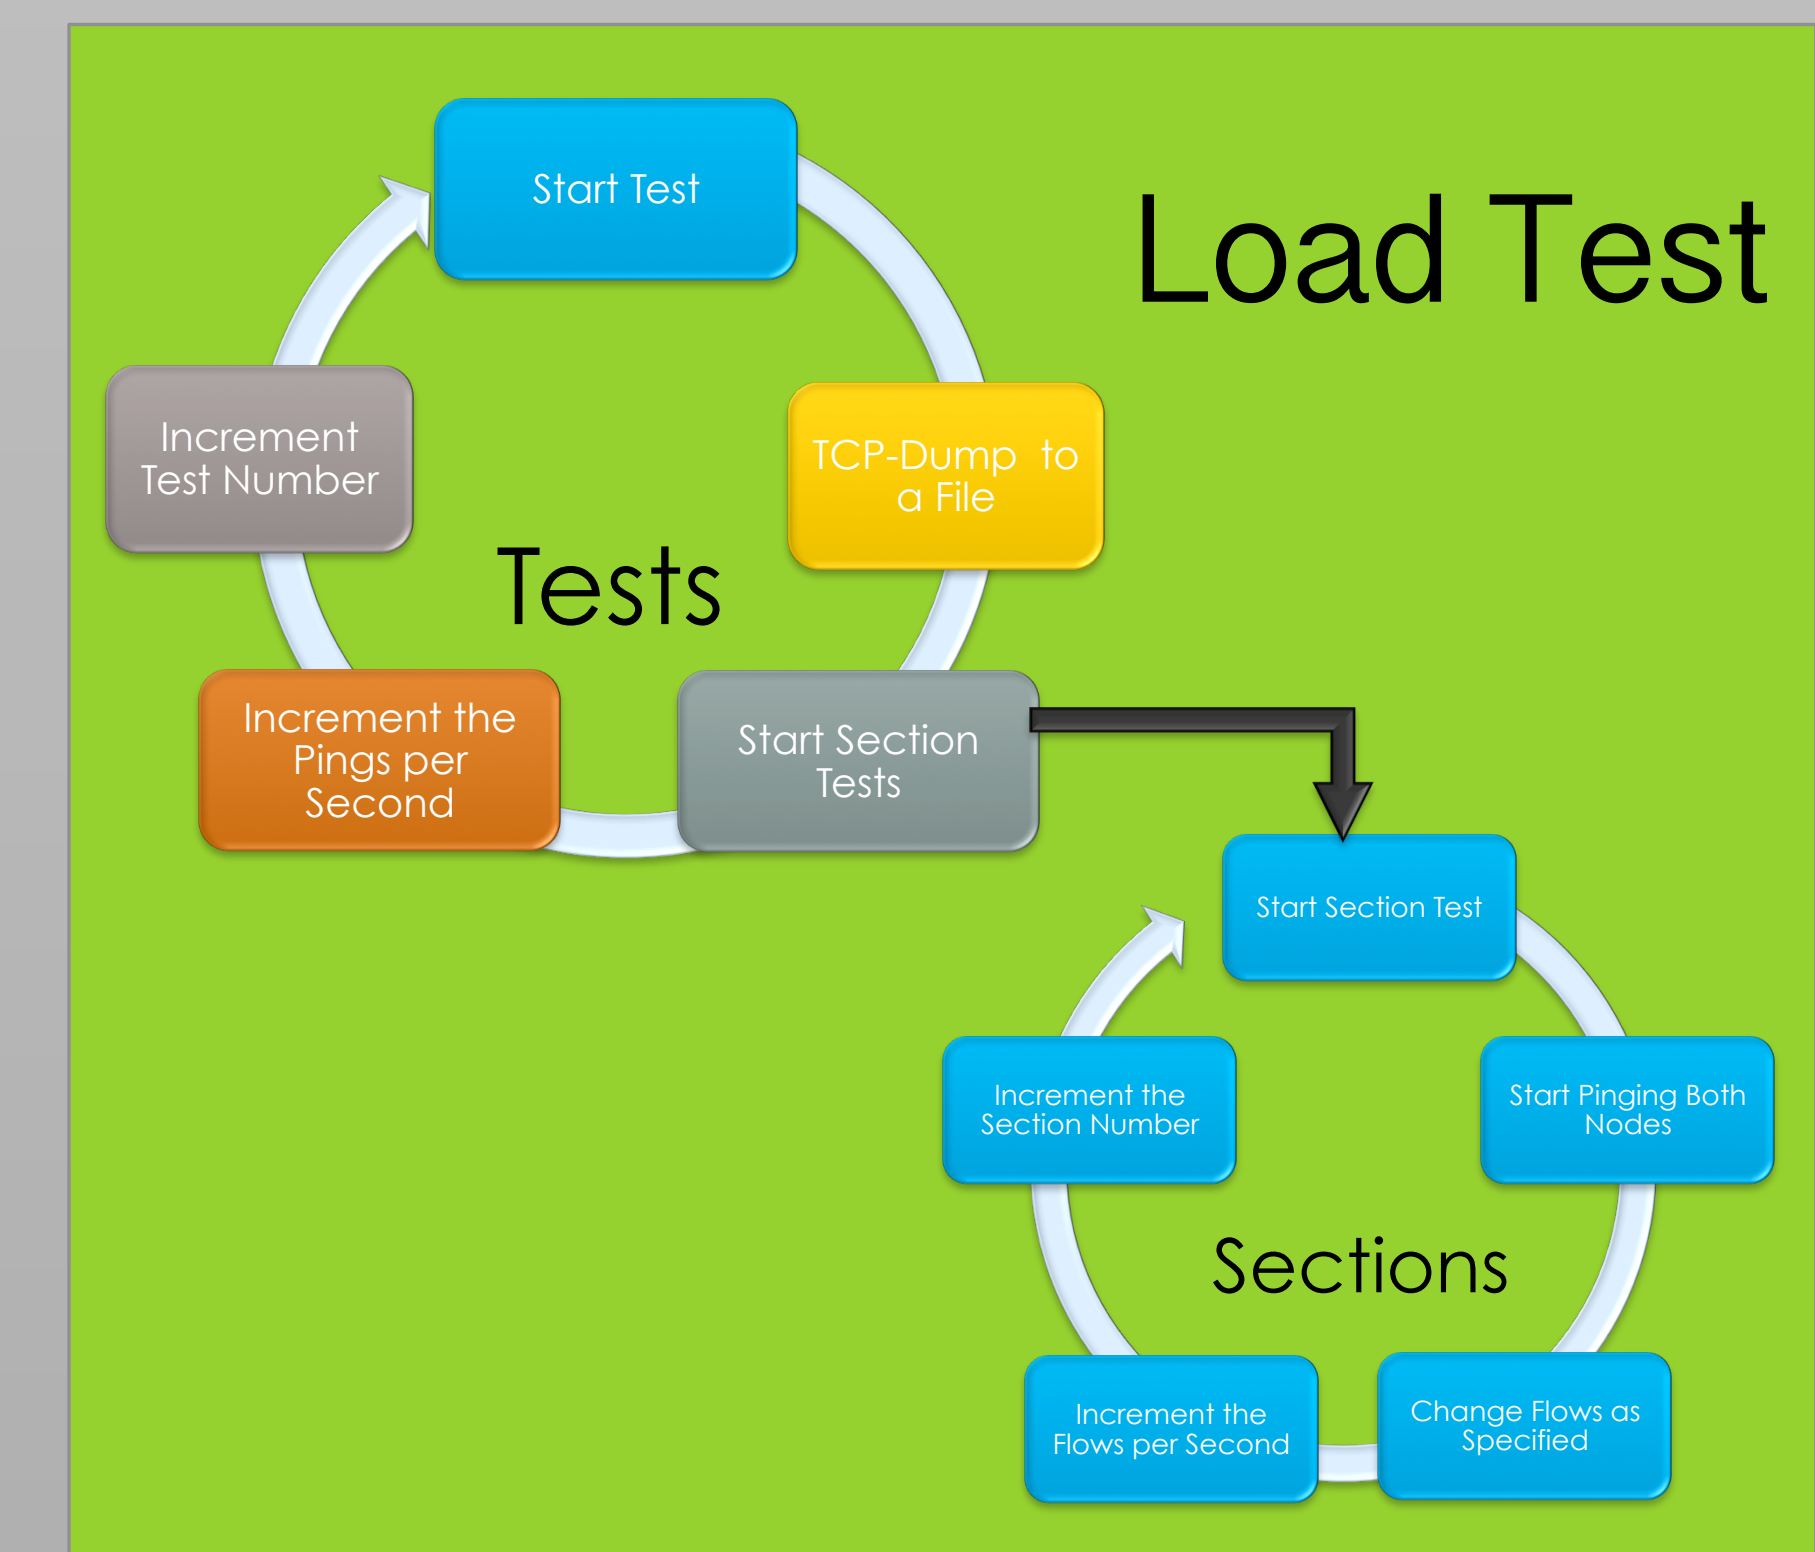 Load Test
Start Test
TCP-Dump  to
a File
Start Section
Tests
Increment the
Pings per
Second
Increment
Test Number
Tests
Start Section Test
Start Pinging Both
Nodes
Change Flows as
Specified
Increment the
Flows per Second
Increment the
Section Number
Sections